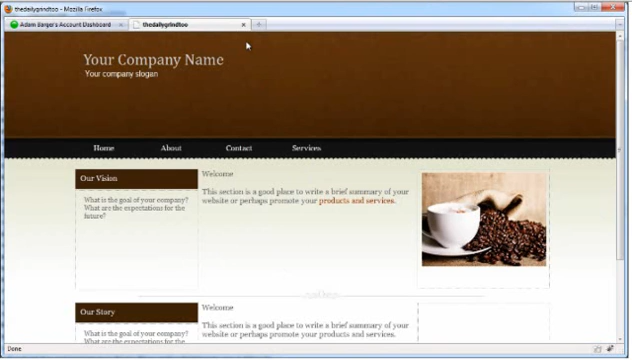 thedailygrindtoo - Mozilla Firefox
Adam Barger's Account Dashboard
thedailygrindtoo
Your Company Name
Your company slogan
Home
About
Contact
Services
Our Vision
What is the goal of your company?
What are the expectations for the
future?
Welcome
This section is a good place to write a brief summary of your
website or perhaps promote your products and services.
Our Story
What is the goal of your company?
What are the expectations for the
Welcome
This section is a good place to write a brief summary of your
website or perhaps promote your products and services.
Done